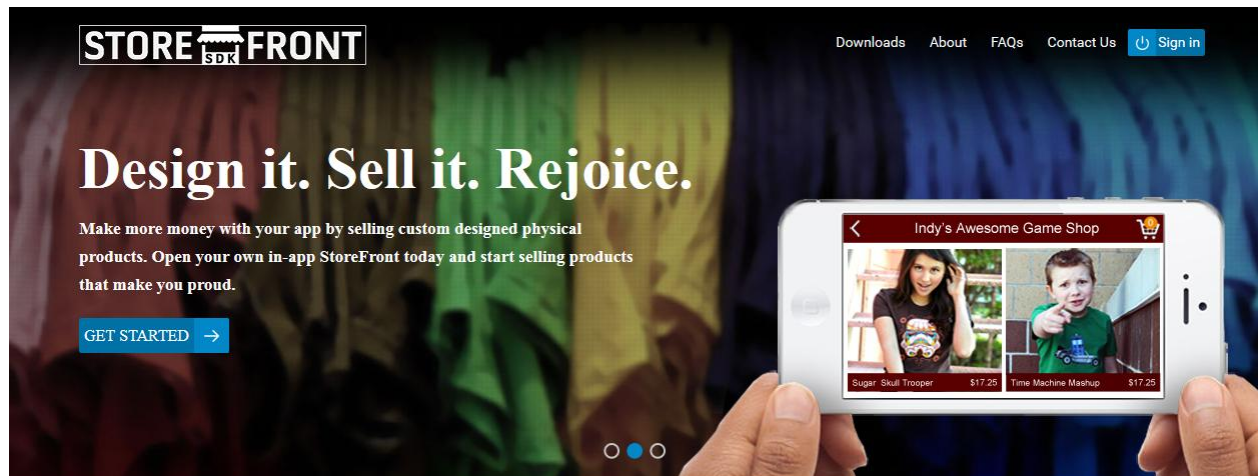 STORE SDK FRONT
Downloads About FAQs Contact Us Sign in
Design it. Sell it. Rejoice.
Make more money with your app by selling custom designed physical
products. Open your own in-app StoreFront today and start selling products
that make you proud.
GET STARTED
Indy's Awesome Game Shop 0
Sugar Skull Trooper $17.25 Time Machine Mashup $17.25